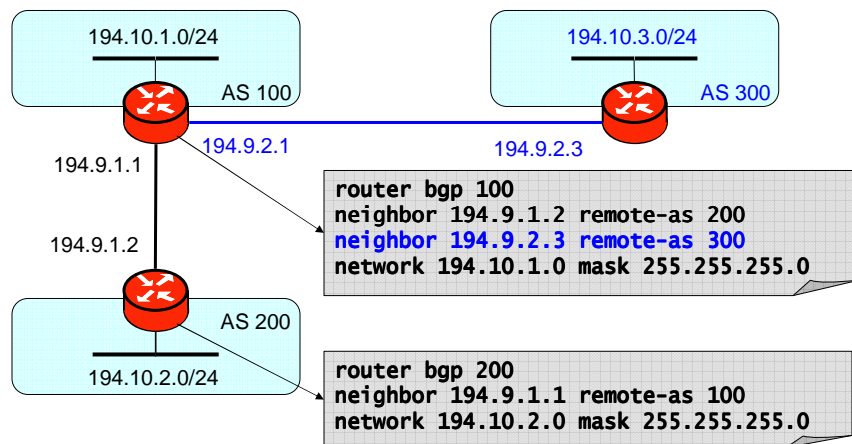 194.10.1.0/24
194.10.3.0/24
AS 100
AS 300
194.9.2.1
194.9.2.3
194.9.1.1
router bgp 100
neighbor 194.9.1.2 remote-as 200
neighbor 194.9.2.3 remote-as 300
network 194.10.1.0 mask 255.255.255.0
194.9.1.2
AS 200
194.10.2.0/24
router bgp 200
neighbor 194.9.1.1 remote-as 100
network 194.10.2.0 mask 255.255.255.0